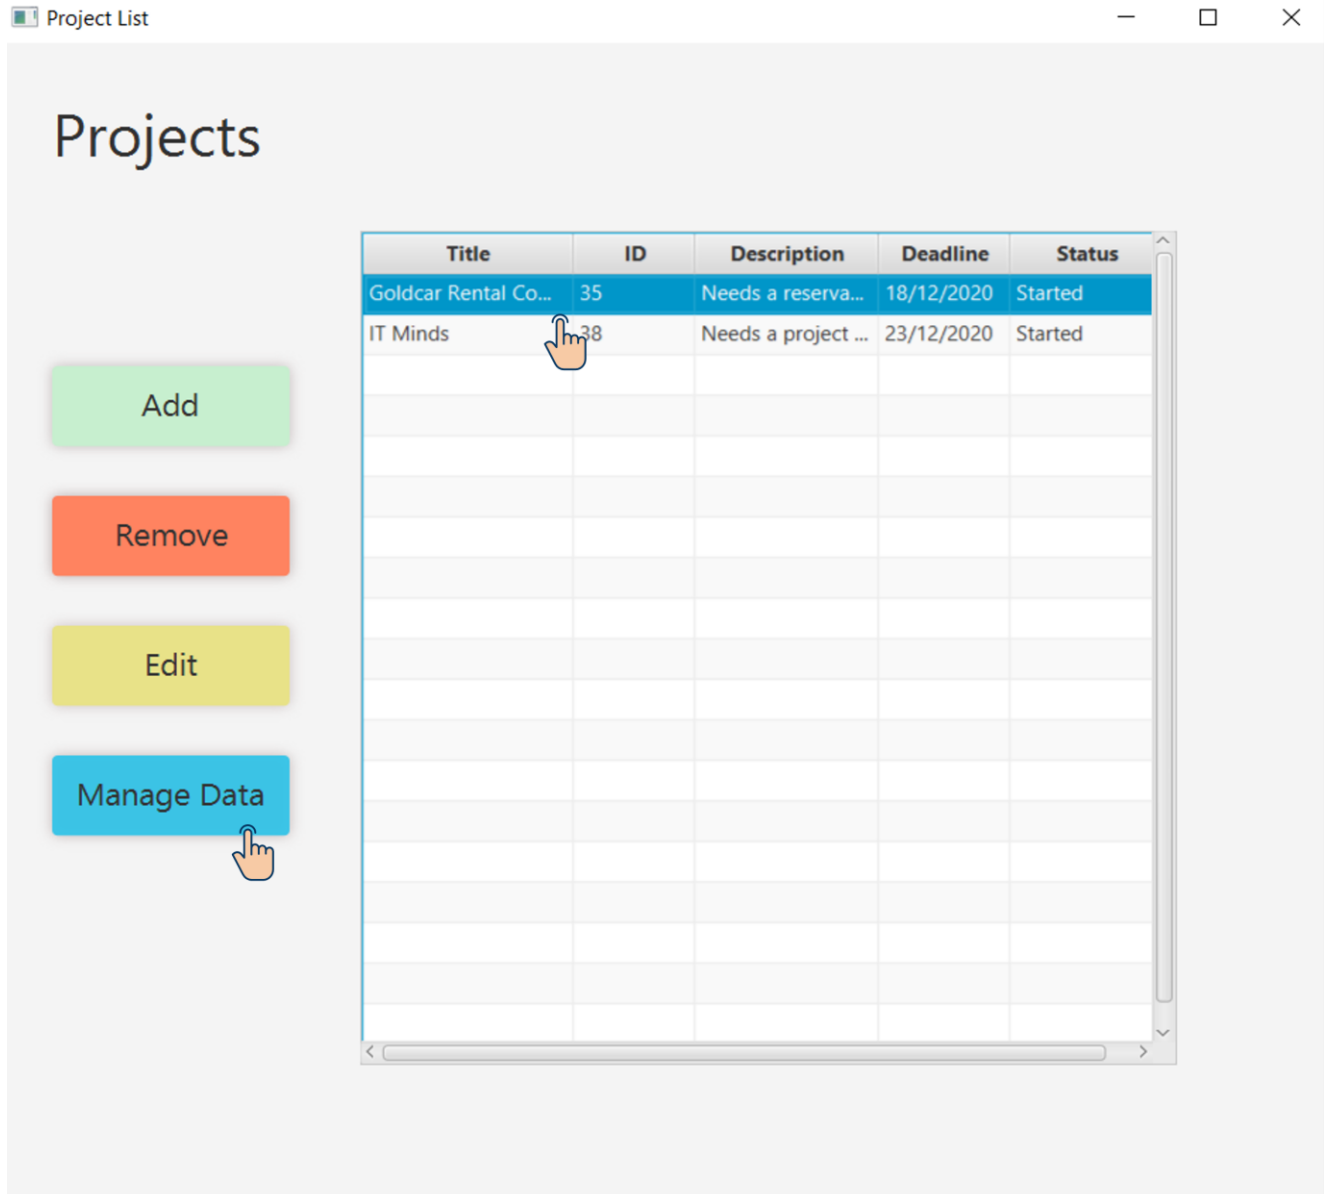 Project List
Projects
Title ID Description Deadline Status
Goldcar Rental Co... 35 Needs a reserva... 18/12/2020 Started
IT Minds 38 Needs a project ... 23/12/2020 Started
Add
Remove
Edit
Manage Data